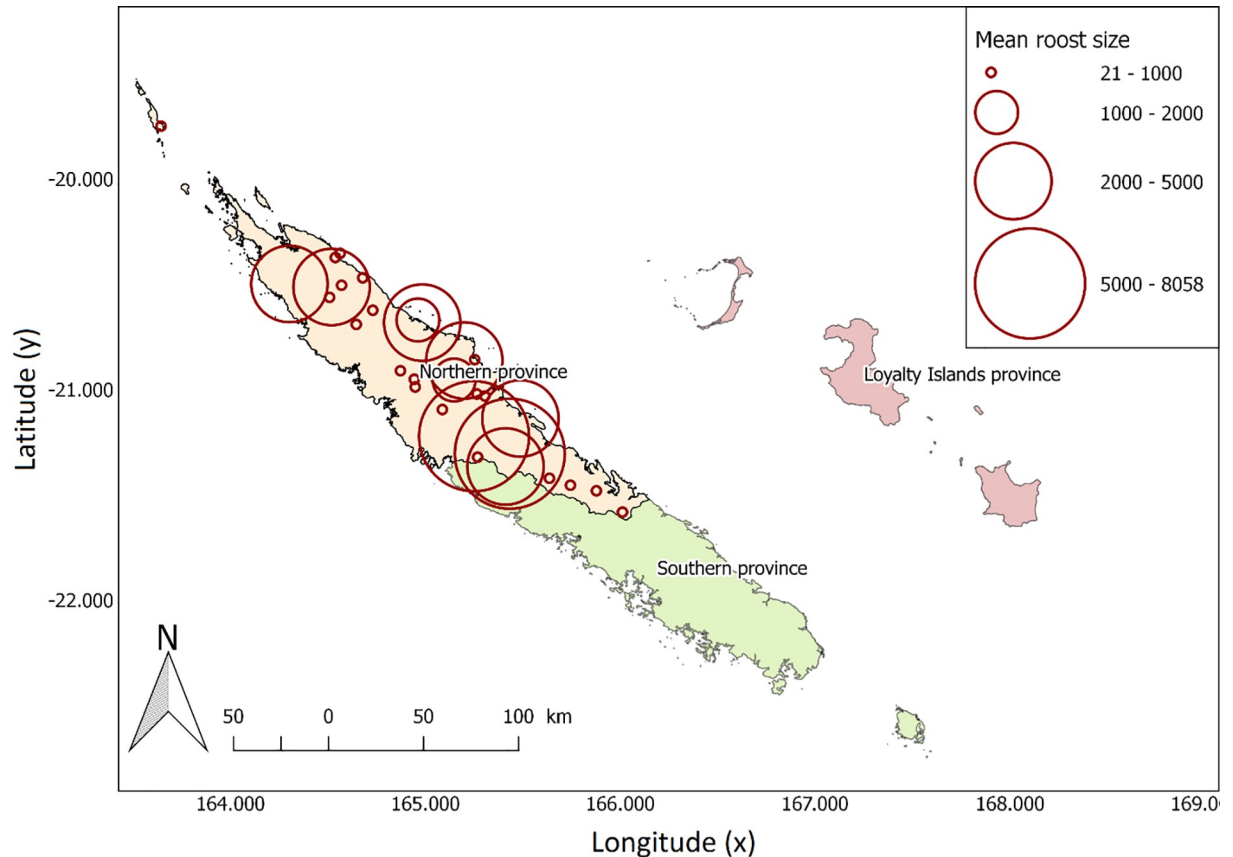 Mean roost size
21 - 1000
1000 - 2000
2000 - 5000
5000 - 8058
-20.000
-21.000
-22.000
Latitude (y)
Northern province
Loyalty Islands province
Southern province
N
50 0 50 100 km
164.000 165.000 166.000 167.000 168.000 169.0
Longitude (x)